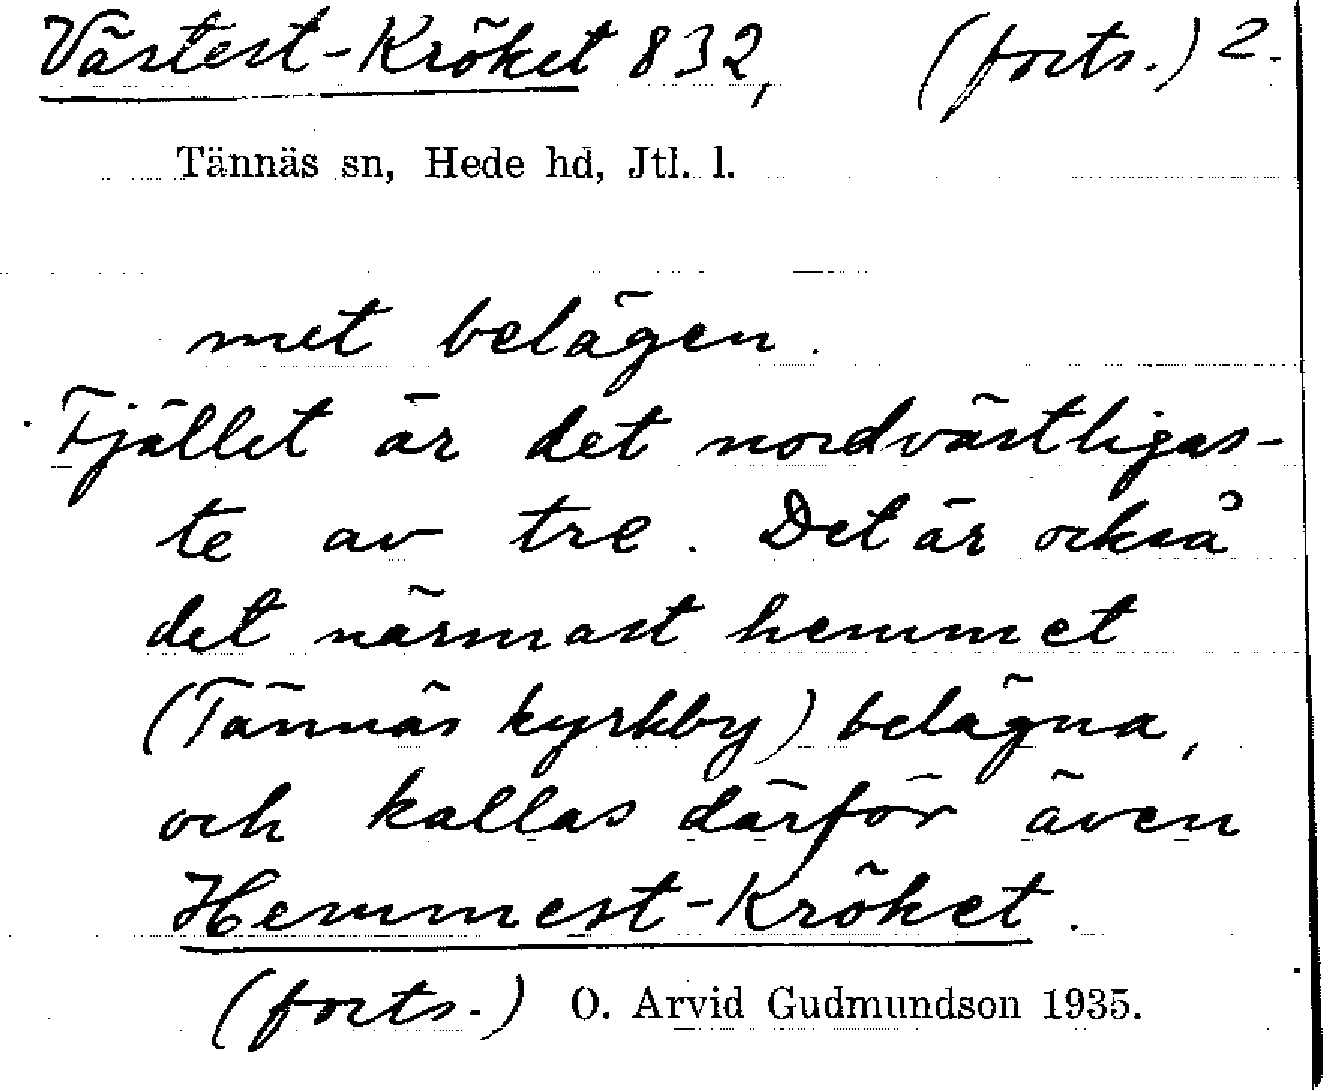 Västest-Kröket 832, (forts.) 2.
Tännäs sn, Hede hd, Jtl. l.
met belägen.
Fjället är det nordvästligas-
te av tre. Det är också
det närmast hemmet
(Tännäs kyrkby) belägna,
och kallas därför även
Hemmest-Kröket.
(forts.) O. Arvid Gudmundson 1935.